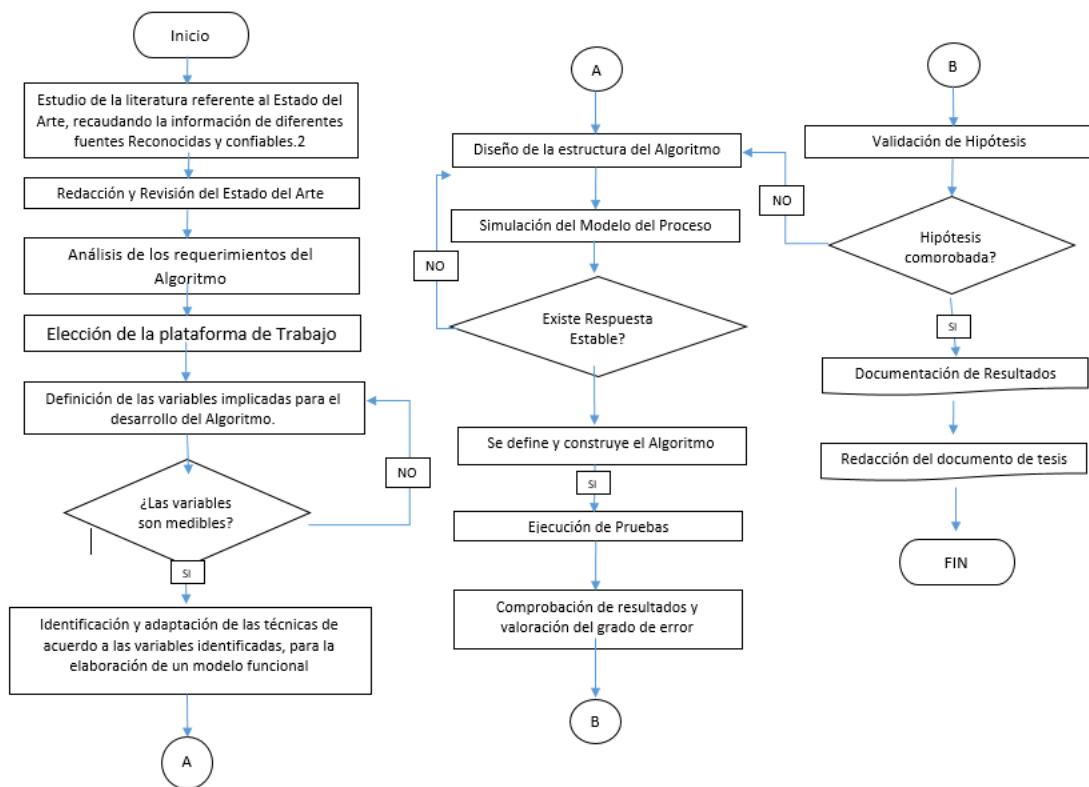 Inicio
Estudio de la literatura referente al Estado del
Arte, recaudando la información de diferentes
fuentes Reconocidas y confiables.2
Redacción y Revisión del Estado del Arte
Análisis de los requerimientos del
Algoritmo
Elección de la plataforma de Trabajo
Definición de las variables implicadas para el
desarrollo del Algoritmo.
NO
¿Las variables
son medibles?
SI
Identificación y adaptación de las técnicas de
acuerdo a las variables identificadas, para la
elaboración de un modelo funcional
A
A
Diseño de la estructura del Algoritmo
Simulación del Modelo del Proceso
NO
Existe Respuesta
Estable?
Se define y construye el Algoritmo
SI
Ejecución de Pruebas
Comprobación de resultados y
valoración del grado de error
B
B
Validación de Hipótesis
NO
Hipótesis
comprobada?
SI
Documentación de Resultados
Redacción del documento de tesis
FIN